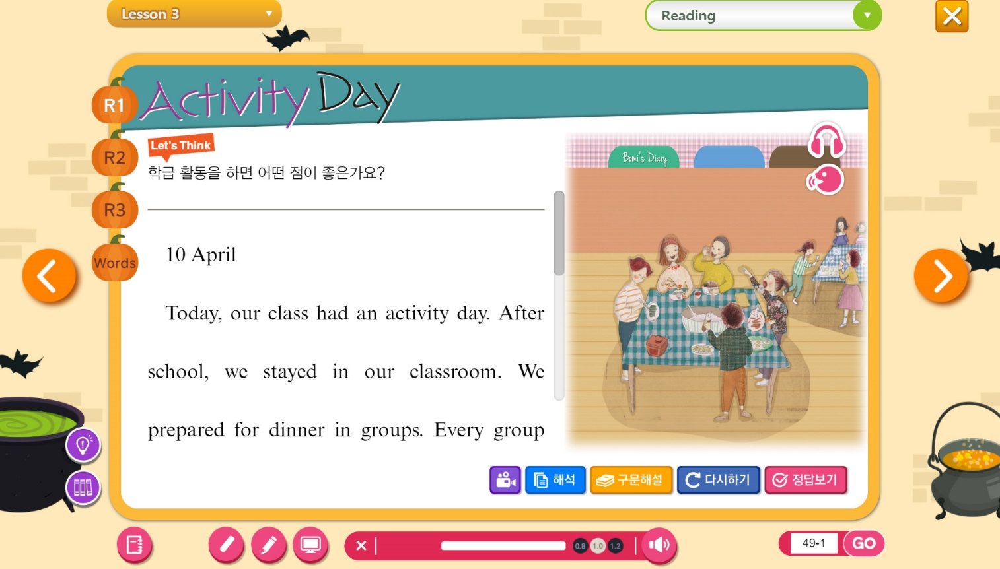 Lesson 3
Reading
Activity Day
R1
R2
R3
Words
Let's Think
학급 활동을 하면 어떤 점이 좋은가요?
10 April
Today, our class had an activity day. After
school, we stayed in our classroom. We
prepared for dinner in groups. Every group
Bomi's Diary
해석
구문해설
다시하기
정답보기
0.8
1.0
1.2
49-1
GO